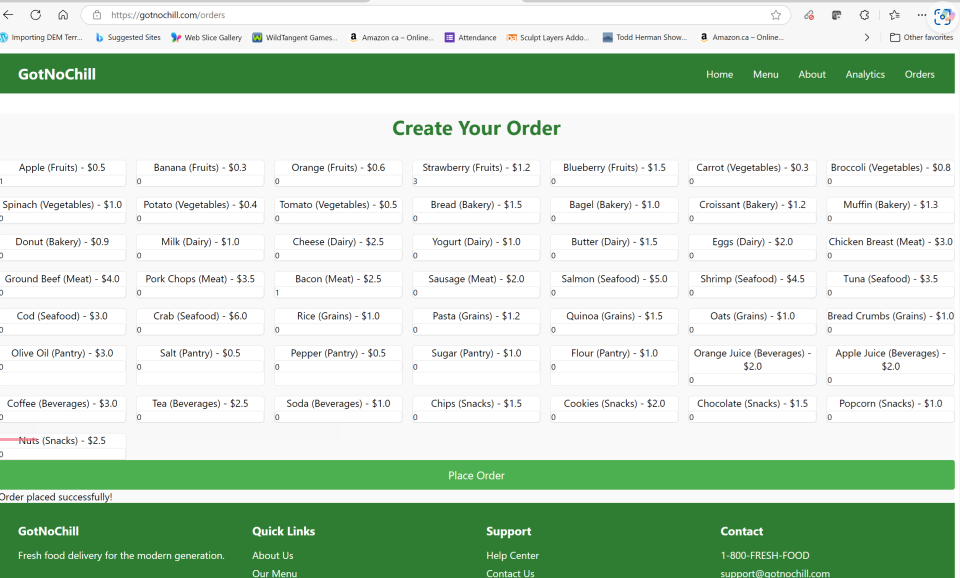 https://gotnochill.com/orders
Importing DEM Terr... Suggested Sites Web Slice Gallery WildTangent Games... Amazon.ca – Online... Attendance Sculpt Layers Addo... Todd Herman Show... Amazon.ca – Online... Other favorites
GotNoChill Home Menu About Analytics Orders
Create Your Order
Apple (Fruits) - $0.5 Banana (Fruits) - $0.3 Orange (Fruits) - $0.6 Strawberry (Fruits) - $1.2 Blueberry (Fruits) - $1.5 Carrot (Vegetables) - $0.3 Broccoli (Vegetables) - $0.8
1 0 0 3 0 0 0
Spinach (Vegetables) - $1.0 Potato (Vegetables) - $0.4 Tomato (Vegetables) - $0.5 Bread (Bakery) - $1.5 Bagel (Bakery) - $1.0 Croissant (Bakery) - $1.2 Muffin (Bakery) - $1.3
0 0 0 0 0 0 0
Donut (Bakery) - $0.9 Milk (Dairy) - $1.0 Cheese (Dairy) - $2.5 Yogurt (Dairy) - $1.0 Butter (Dairy) - $1.5 Eggs (Dairy) - $2.0 Chicken Breast (Meat) - $3.0
0 0 0 0 0 0 0
Ground Beef (Meat) - $4.0 Pork Chops (Meat) - $3.5 Bacon (Meat) - $2.5 Sausage (Meat) - $2.0 Salmon (Seafood) - $5.0 Shrimp (Seafood) - $4.5 Tuna (Seafood) - $3.5
0 0 1 0 0 0 0
Cod (Seafood) - $3.0 Crab (Seafood) - $6.0 Rice (Grains) - $1.0 Pasta (Grains) - $1.2 Quinoa (Grains) - $1.5 Oats (Grains) - $1.0 Bread Crumbs (Grains) - $1.0
0 0 0 0 0 0 0
Olive Oil (Pantry) - $3.0 Salt (Pantry) - $0.5 Pepper (Pantry) - $0.5 Sugar (Pantry) - $1.0 Flour (Pantry) - $1.0 Orange Juice (Beverages) - Apple Juice (Beverages) -
$2.0 $2.0
0 0 0 0 0 0 0
Coffee (Beverages) - $3.0 Tea (Beverages) - $2.5 Soda (Beverages) - $1.0 Chips (Snacks) - $1.5 Cookies (Snacks) - $2.0 Chocolate (Snacks) - $1.5 Popcorn (Snacks) - $1.0
0 0 0 0 0 0 0
Nuts (Snacks) - $2.5
0
Place Order
Order placed successfully!
GotNoChill Quick Links Support Contact
Fresh food delivery for the modern generation. About Us Help Center 1-800-FRESH-FOOD
Our Menu Contact Us support@gotnochill.com